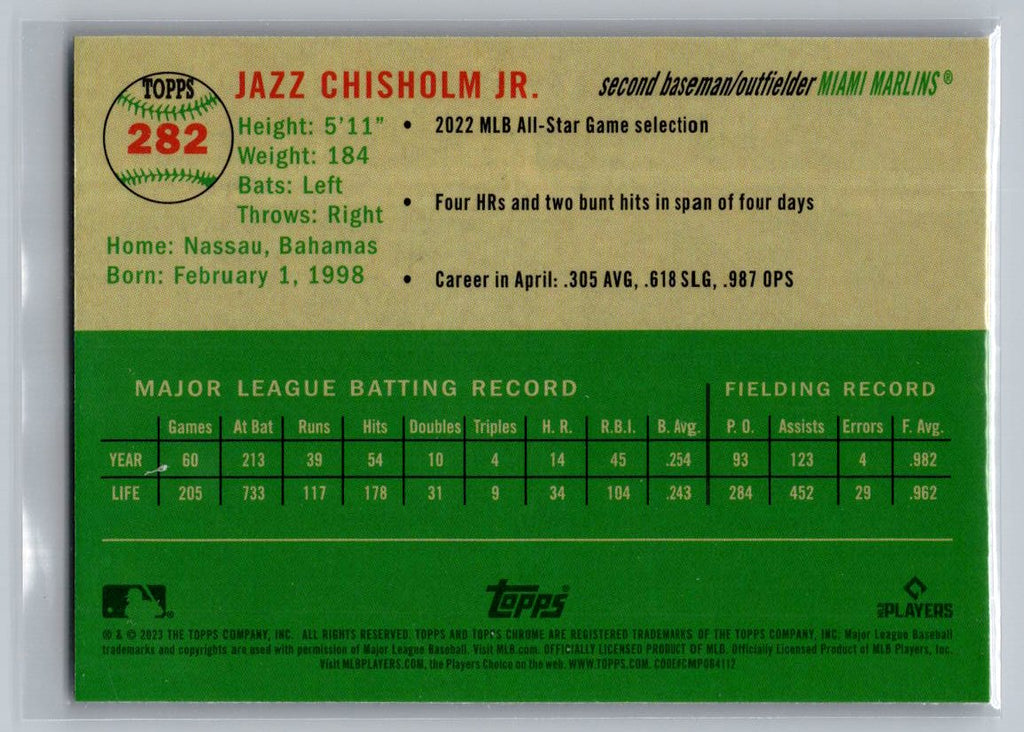 TOPPS
282
JAZZ CHISHOLM JR.
second baseman/outfielder MIAMI MARLINS®
Height: 5'11"
Weight: 184
Bats: Left
Throws: Right
Home: Nassau, Bahamas
Born: February 1, 1998
• 2022 MLB All-Star Game selection
• Four HRs and two bunt hits in span of four days
• Career in April: .305 AVG, .618 SLG, .987 OPS
MAJOR LEAGUE BATTING RECORD FIELDING RECORD
Games At Bat Runs Hits Doubles Triples H. R. R.B.I. B. Avg. P. O. Assists Errors F. Avg.
YEAR 60 213 39 54 10 4 14 45 .254 93 123 4 .982
LIFE 205 733 117 178 31 9 34 104 .243 284 452 29 .962
topps®
MLB PLAYERS
® & © 2023 THE TOPPS COMPANY, INC. ALL RIGHTS RESERVED. TOPPS AND TOPPS CHROME ARE REGISTERED TRADEMARKS OF THE TOPPS COMPANY, INC. Major League Baseball
trademarks and copyrights are used with permission of Major League Baseball. Visit MLB.com. OFFICIALLY LICENSED PRODUCT OF MLB. Officially Licensed Product of MLB Players, Inc.
Visit MLBPLAYERS.COM, the Players Choice on the web. WWW.TOPPS.COM. CODE#CMP084112